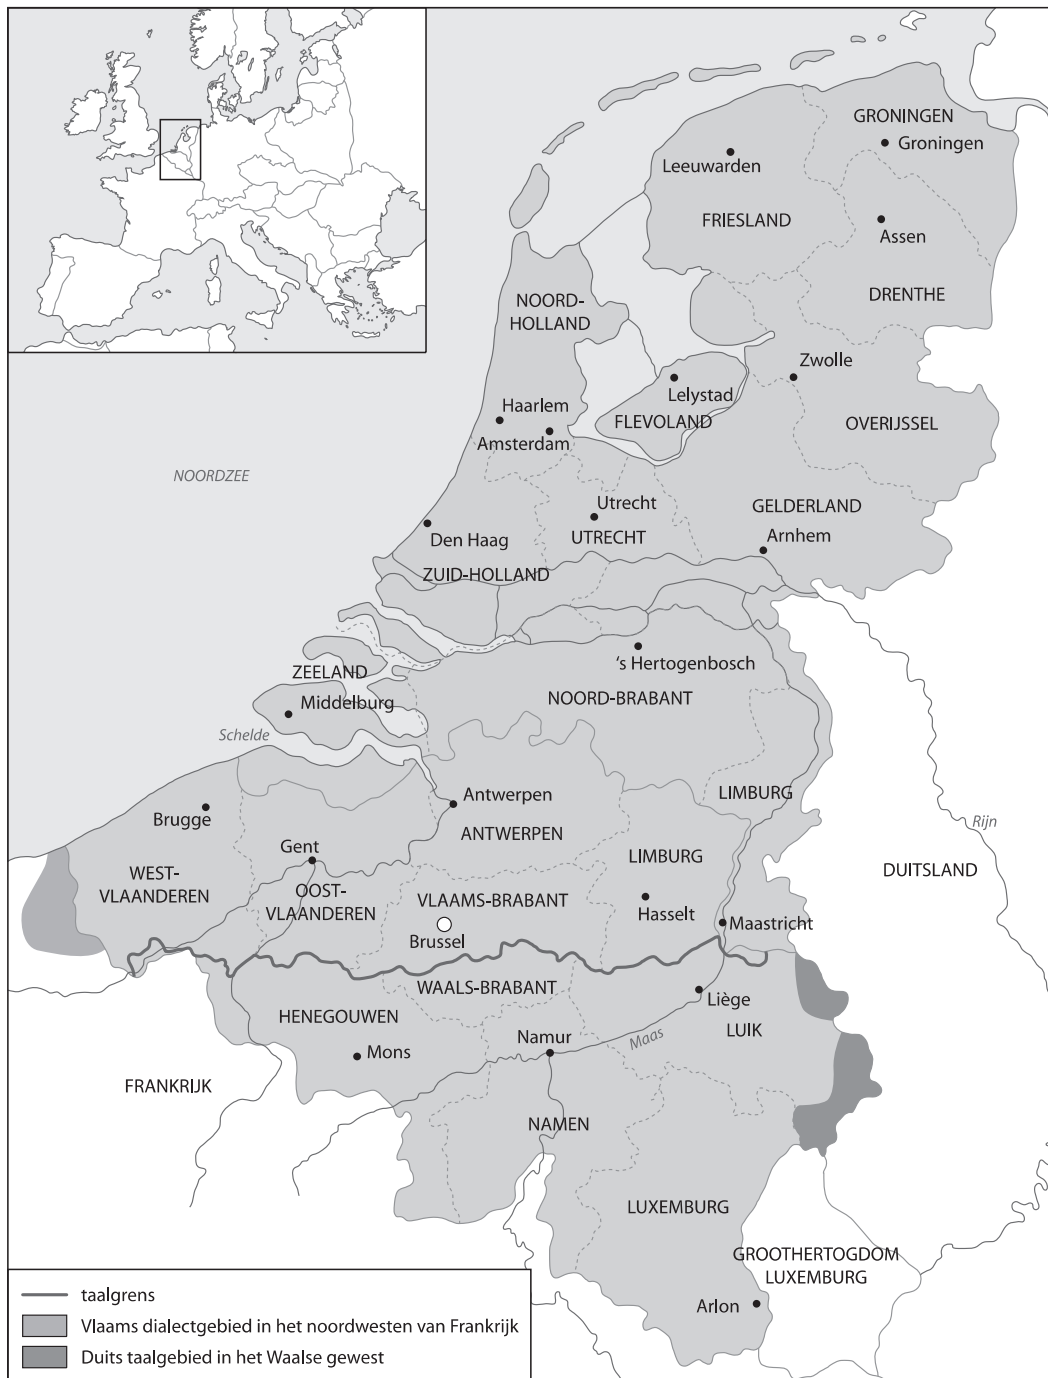 GRONINGEN
Groningen
Leeuwarden
FRIESLAND
Assen
DRENTHE
NOORD-
HOLLAND
Zwolle
Lelystad
FLEVOLAND
Haarlem
Amsterdam
OVERIJSSEL
NOORDZEE
Utrecht
UTRECHT
GELDERLAND
Arnhem
Den Haag
ZUID-HOLLAND
ZEELAND
's Hertogenbosch
NOORD-BRABANT
Middelburg
Schelde
Antwerpen
ANTWERPEN
LIMBURG
Brugge
Gent
LIMBURG
Rijn
DUITSLAND
WEST-
VLAANDEREN
OOST-
VLAANDEREN
VLAAMS-BRABANT
Brussel
Hasselt
Maastricht
WAALS-BRABANT
HENEGOUWEN
Mons
Namur
Maas
Liège
LUIK
FRANKRIJK
NAMEN
LUXEMBURG
GROOTHERTOGDOM
LUXEMBURG
Arlon
taalgrens
Vlaams dialectgebied in het noordwesten van Frankrijk
Duits taalgebied in het Waalse gewest